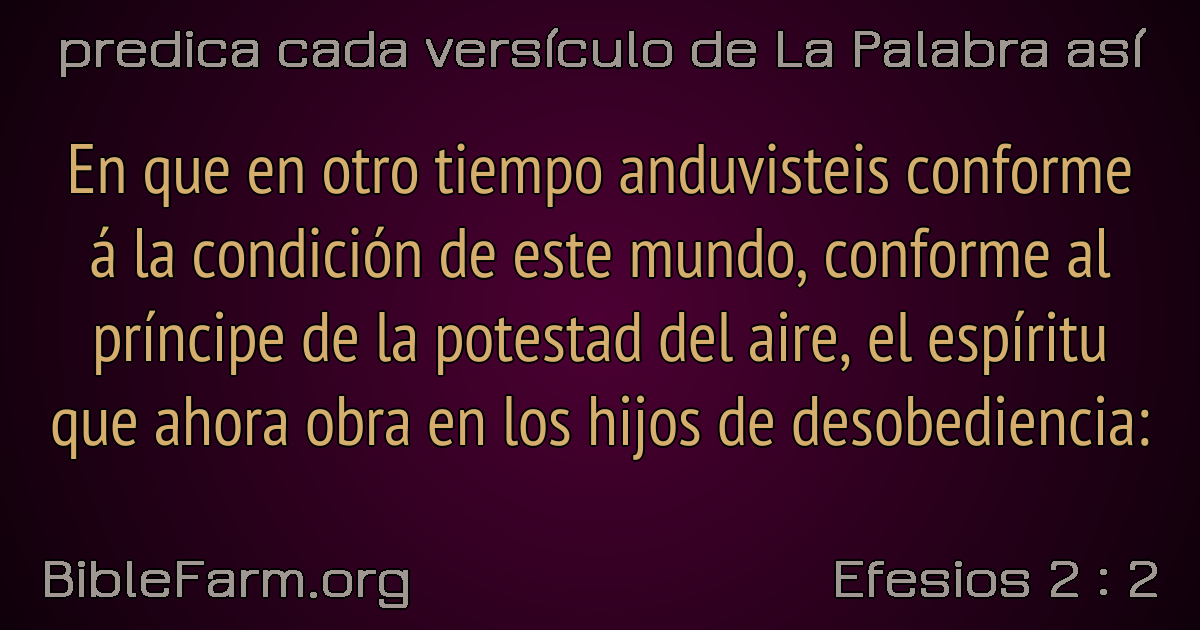 predica cada versículo de La Palabra así
En que en otro tiempo anduvisteis conforme
á la condición de este mundo, conforme al
príncipe de la potestad del aire, el espíritu
que ahora obra en los hijos de desobediencia:
BibleFarm.org
Efesios 2 : 2